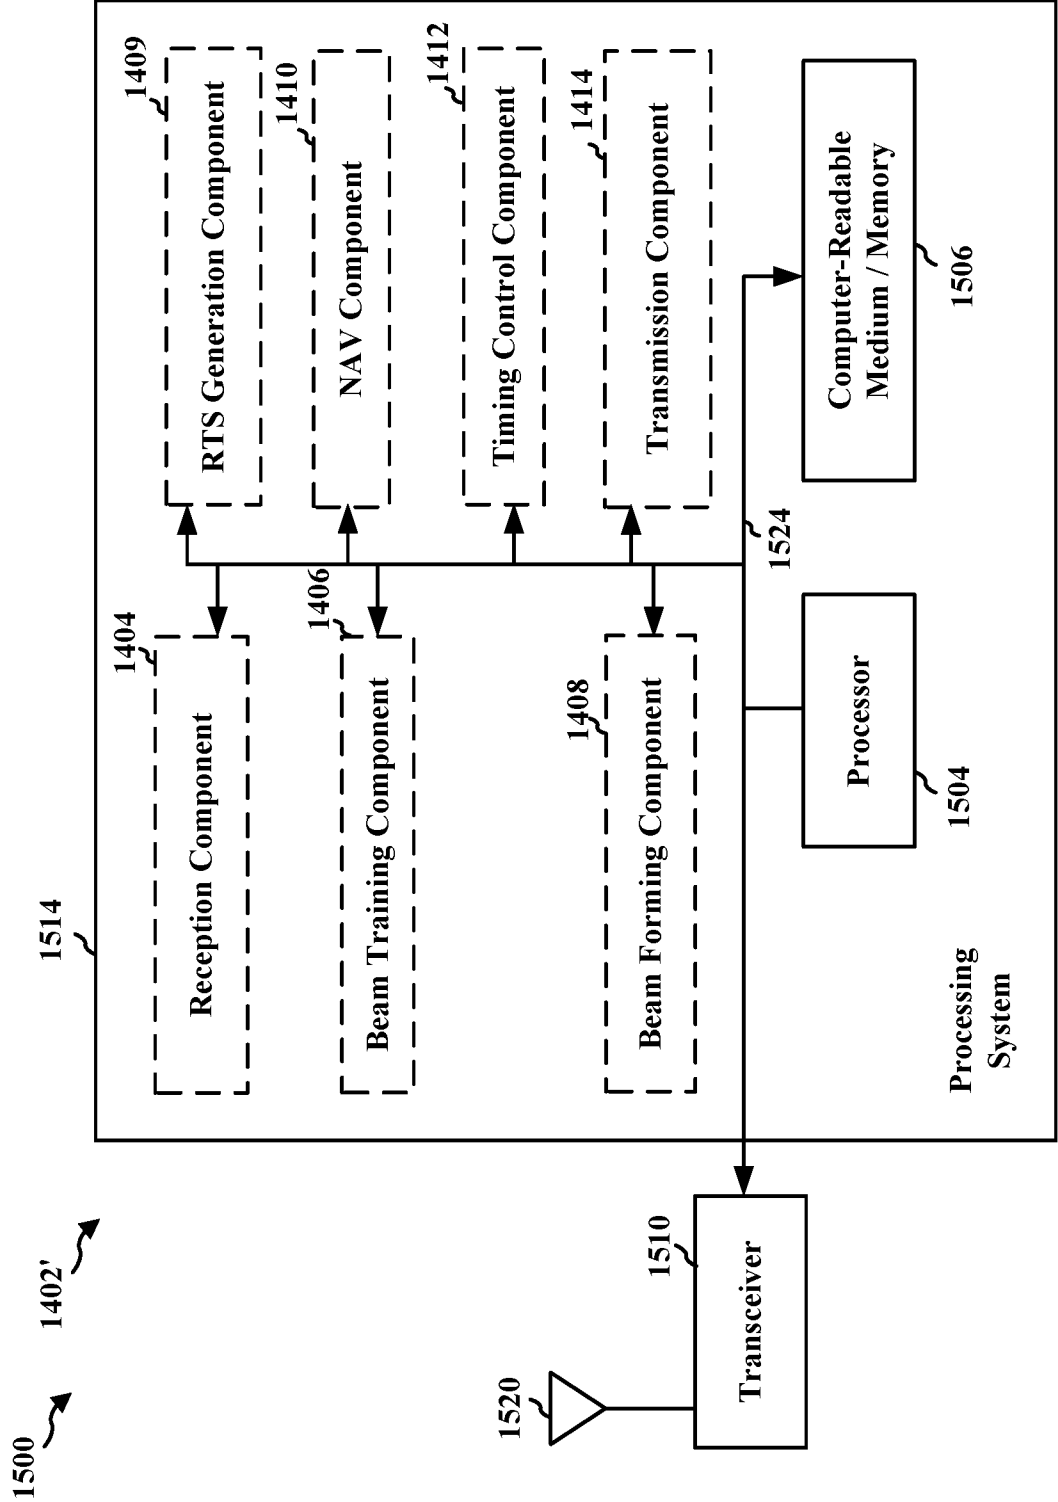 1500
1402'
1514
1404
Reception Component
1409
RTS Generation Component
1406
Beam Training Component
1410
NAV Component
1412
Timing Control Component
1408
Beam Forming Component
1414
Transmission Component
1520
1510
Transceiver
1524
Processor
1504
Computer-Readable
Medium / Memory
1506
Processing
System